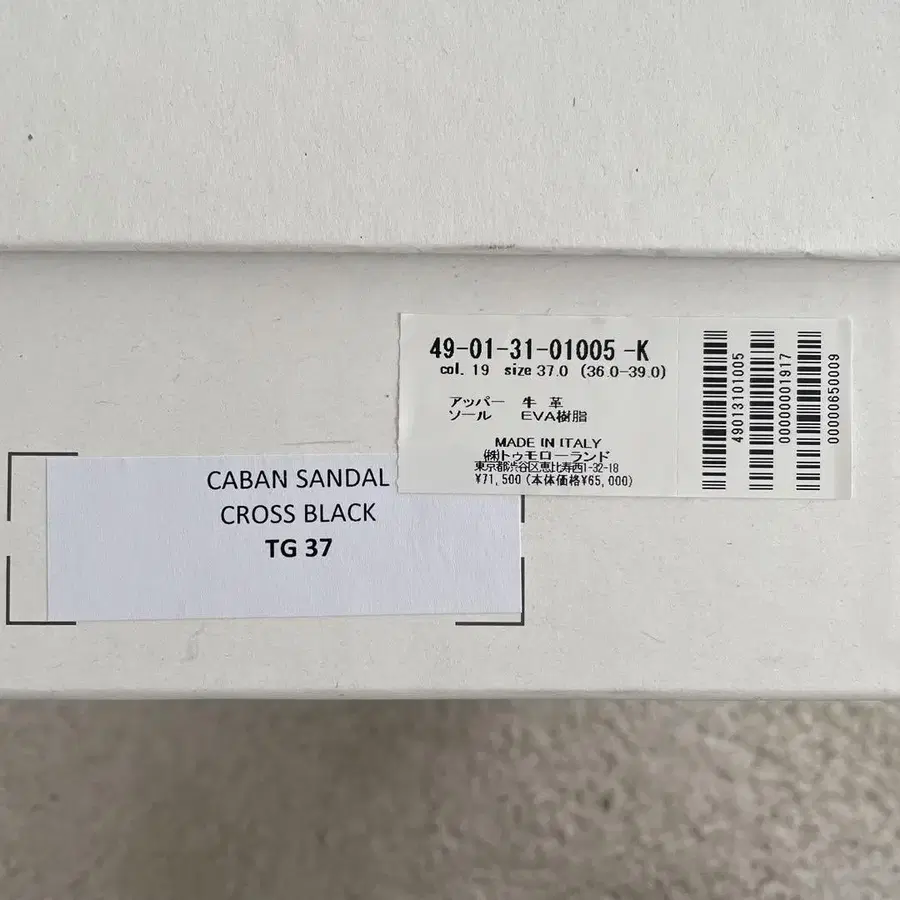 49-01-31-01005 -K
col. 19 size 37.0 (36.0-39.0)
アッパー 牛 革
ソール EVA樹脂
MADE IN ITALY
㈱トゥモローランド
東京都渋谷区恵比寿西1-32-18
¥71,500 (本体価格¥65,000)
49013101005
000000001917
00000650009
CABAN SANDAL
CROSS BLACK
TG 37